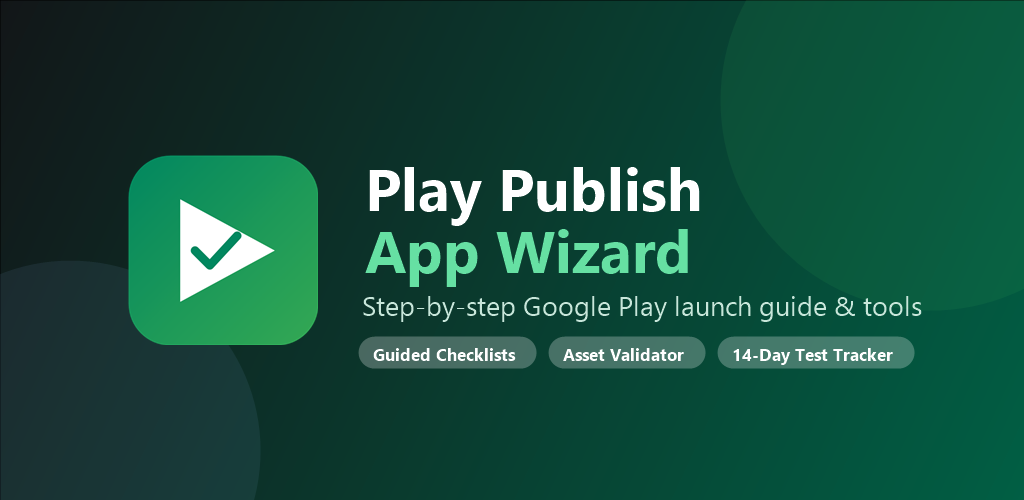 Play Publish
App Wizard
Step-by-step Google Play launch guide & tools
Guided Checklists
Asset Validator
14-Day Test Tracker